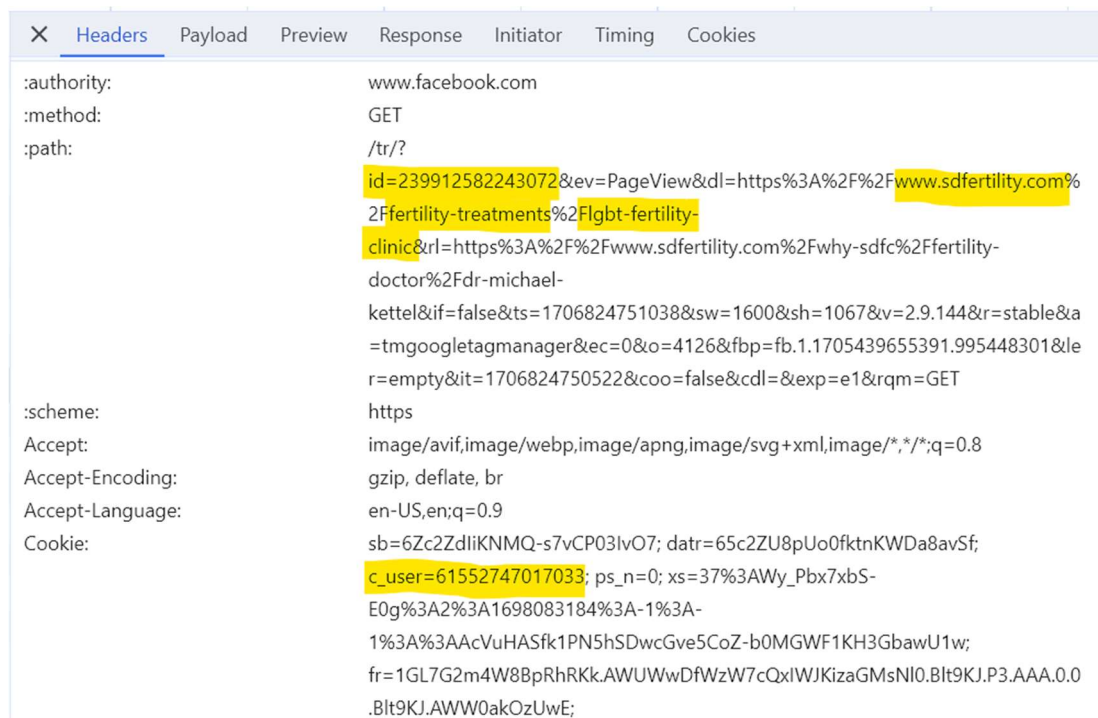 × Headers Payload Preview Response Initiator Timing Cookies
:authority: www.facebook.com
:method: GET
:path: /tr/?
id=239912582243072&ev=PageView&dl=https%3A%2F%2Fwww.sdfertility.com%
2Ffertility-treatments%2Flgbt-fertility-
clinic&rl=https%3A%2F%2Fwww.sdfertility.com%2Fwhy-sdfc%2Ffertility-
doctor%2Fdr-michael-
kettel&if=false&ts=1706824751038&sw=1600&sh=1067&v=2.9.144&r=stable&a
=tmgoogletagmanager&ec=0&o=4126&fbp=fb.1.1705439655391.995448301&le
r=empty&it=1706824750522&coo=false&cdl=&exp=e1&rqm=GET
:scheme: https
Accept: image/avif,image/webp,image/apng,image/svg+xml,image/*,*/*;q=0.8
Accept-Encoding: gzip, deflate, br
Accept-Language: en-US,en;q=0.9
Cookie: sb=6Zc2ZdIiKNMQ-s7vCP03IvO7; datr=65c2ZU8pUo0fktnKWDa8avSf;
c_user=61552747017033; ps_n=0; xs=37%3AWy_Pbx7xbS-
E0g%3A2%3A1698083184%3A-1%3A-
1%3A%3AAcVuHASfk1PN5hSDwcGve5CoZ-b0MGWF1KH3GbawU1w;
fr=1GL7G2m4W8BpRhRKk.AWUWwDfWzW7cQxIWJKizaGMsNl0.Blt9KJ.P3.AAA.0.0
.Blt9KJ.AWW0akOzUwE;